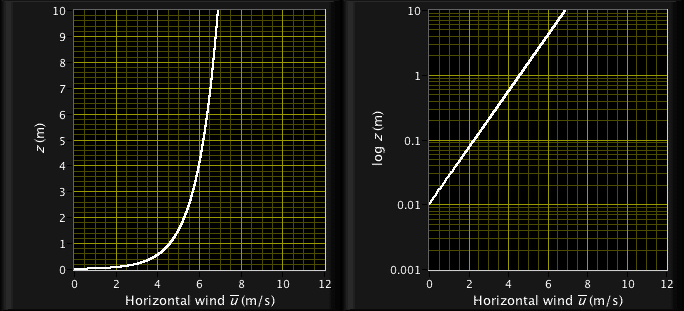 10
9
8
7
6
5
4
3
2
1
0
z (m)
0 2 4 6 8 10 12
Horizontal wind u̅ (m/s)
10
1
0.1
0.01
0.001
log z (m)
0 2 4 6 8 10 12
Horizontal wind u̅ (m/s)